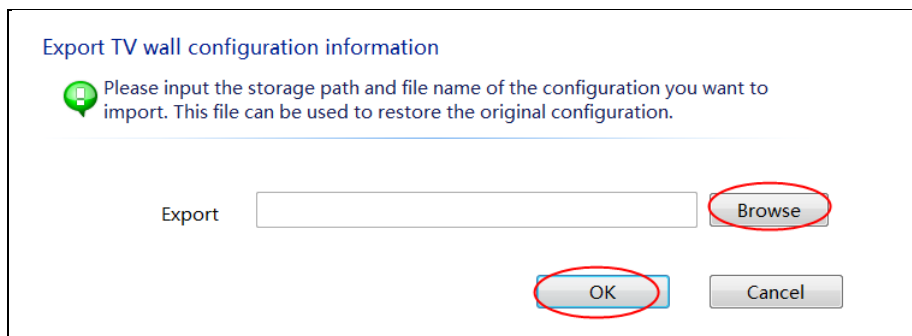 Export TV wall configuration information
Please input the storage path and file name of the configuration you want to
import. This file can be used to restore the original configuration.
Export
Browse
OK
Cancel